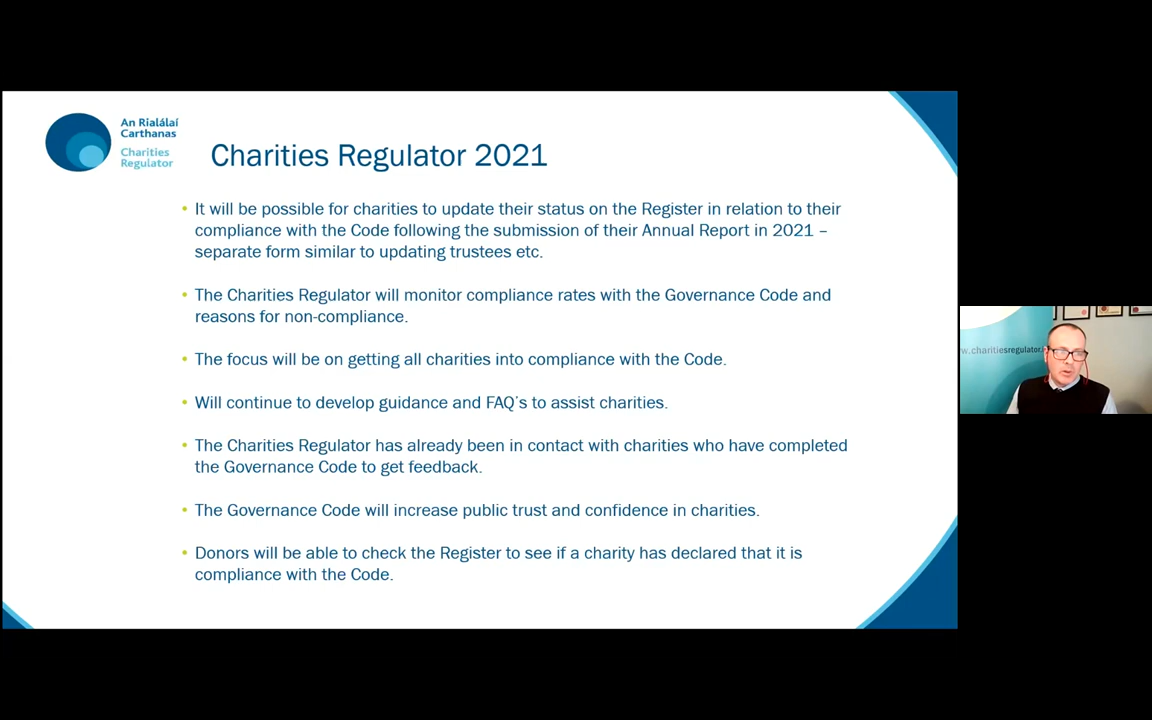 An Rialálaí
Carthanas
Charities
Regulator
Charities Regulator 2021
• It will be possible for charities to update their status on the Register in relation to their
compliance with the Code following the submission of their Annual Report in 2021 –
separate form similar to updating trustees etc.
• The Charities Regulator will monitor compliance rates with the Governance Code and
reasons for non-compliance.
• The focus will be on getting all charities into compliance with the Code.
• Will continue to develop guidance and FAQ's to assist charities.
• The Charities Regulator has already been in contact with charities who have completed
the Governance Code to get feedback.
• The Governance Code will increase public trust and confidence in charities.
• Donors will be able to check the Register to see if a charity has declared that it is
compliance with the Code.
w.charitiesregulator.